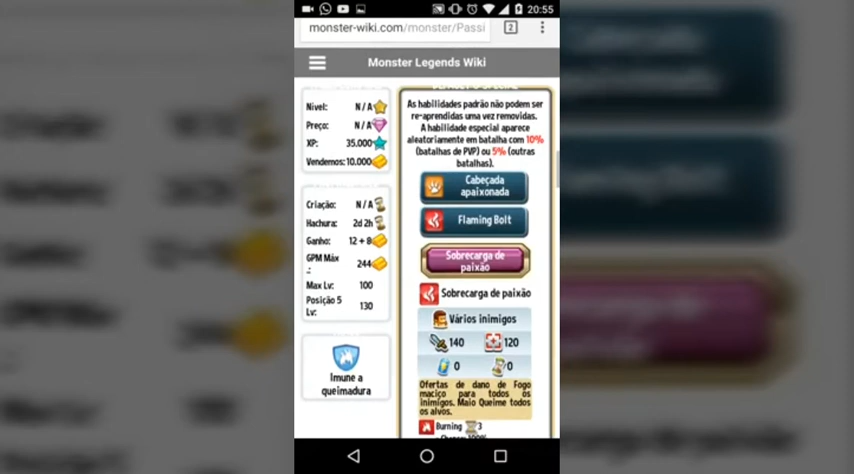 20:55
monster-wiki.com/monster/Passi
2
Monster Legends Wiki
Nivel: N/A
Preço: N/A
XP: 35.000
Vendemos: 10.000
Criação: N/A
Hachura: 2d 2h
Ganho: 12 + 8
GPM Máx
.: 244
Max Lv: 100
Posição 5
Lv: 130
Imune a
queimadura
As habilidades padrão não podem ser
re-aprendidas uma vez removidas.
A habilidade especial aparece
aleatoriamente em batalha com 10%
(batalhas de PVP) ou 5% (outras
batalhas).
Cabeçada
apaixonada
Flaming Bolt
Sobrecarga de
paixão
Sobrecarga de paixão
Vários inimigos
140 120
0 0
Ofertas de dano de Fogo
maciço para todos os
inimigos. Maio Queime todos
os alvos.
Burning 3